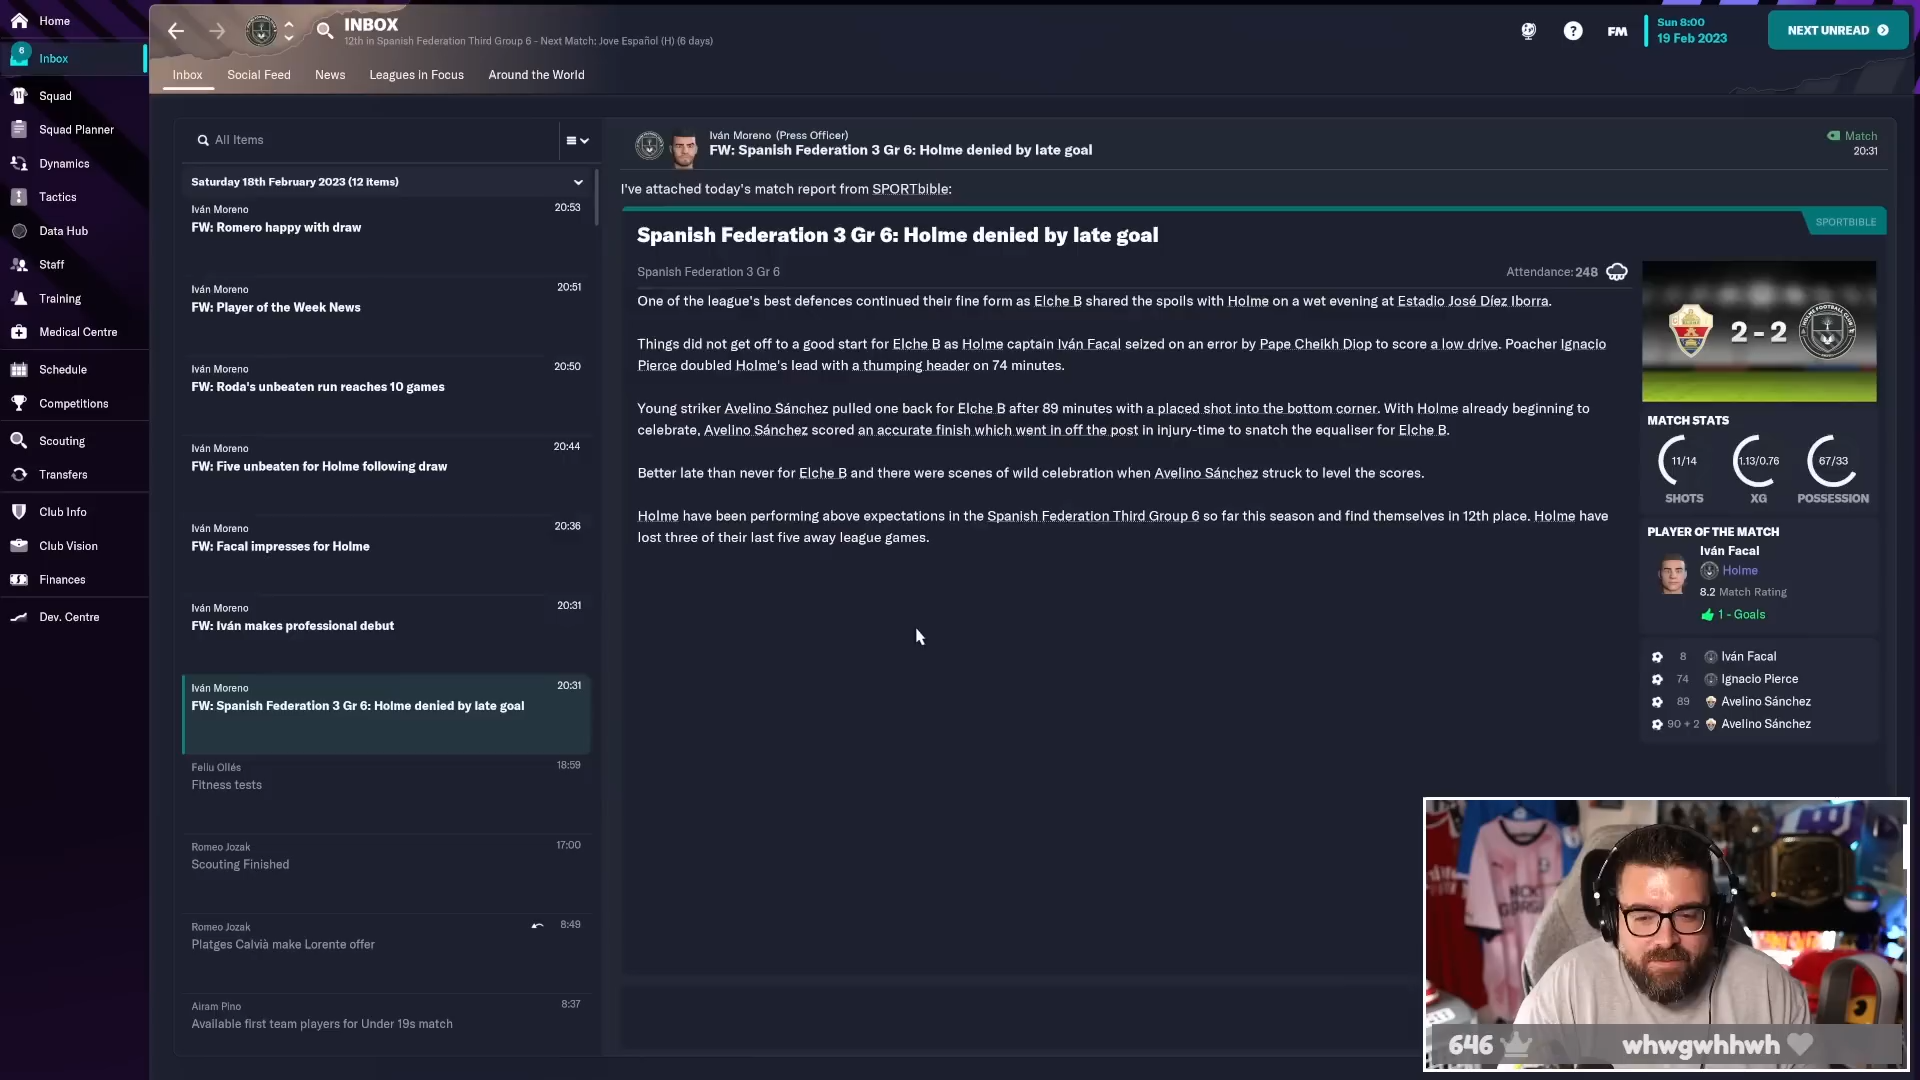 Home
6
Inbox
Squad
Squad Planner
Dynamics
Tactics
Data Hub
Staff
Training
Medical Centre
Schedule
Competitions
Scouting
Transfers
Club Info
Club Vision
Finances
Dev. Centre
INBOX
12th in Spanish Federation Third Group 6 - Next Match: Jove Español (H) (6 days)
FM
Sun 8:00
19 Feb 2023
NEXT UNREAD
Inbox
Social Feed
News
Leagues in Focus
Around the World
All Items
Saturday 18th February 2023 (12 items)
Iván Moreno 20:53
FW: Romero happy with draw
Iván Moreno 20:51
FW: Player of the Week News
Iván Moreno 20:50
FW: Roda's unbeaten run reaches 10 games
Iván Moreno 20:44
FW: Five unbeaten for Holme following draw
Iván Moreno 20:36
FW: Facal impresses for Holme
Iván Moreno 20:31
FW: Iván makes professional debut
Iván Moreno 20:31
FW: Spanish Federation 3 Gr 6: Holme denied by late goal
Feliu Ollés 18:59
Fitness tests
Romeo Jozak 17:00
Scouting Finished
Romeo Jozak 8:49
Platges Calvià make Lorente offer
Airam Pino 8:37
Available first team players for Under 19s match
Iván Moreno (Press Officer)
FW: Spanish Federation 3 Gr 6: Holme denied by late goal
Match
20:31
I've attached today's match report from SPORTbible:
SPORTBIBLE
Spanish Federation 3 Gr 6: Holme denied by late goal
Spanish Federation 3 Gr 6
Attendance: 248
One of the league's best defences continued their fine form as Elche B shared the spoils with Holme on a wet evening at Estadio José Díez Iborra.
Things did not get off to a good start for Elche B as Holme captain Iván Facal seized on an error by Pape Cheikh Diop to score a low drive. Poacher Ignacio
Pierce doubled Holme's lead with a thumping header on 74 minutes.
Young striker Avelino Sánchez pulled one back for Elche B after 89 minutes with a placed shot into the bottom corner. With Holme already beginning to
celebrate, Avelino Sánchez scored an accurate finish which went in off the post in injury-time to snatch the equaliser for Elche B.
Better late than never for Elche B and there were scenes of wild celebration when Avelino Sánchez struck to level the scores.
Holme have been performing above expectations in the Spanish Federation Third Group 6 so far this season and find themselves in 12th place. Holme have
lost three of their last five away league games.
2 - 2
MATCH STATS
11/14
1.13/0.76
67/33
SHOTS
XG
POSSESSION
PLAYER OF THE MATCH
Iván Facal
Holme
8.2 Match Rating
1 - Goals
8 Iván Facal
74 Ignacio Pierce
89 Avelino Sánchez
90 + 2 Avelino Sánchez
646
whwgwhhwh